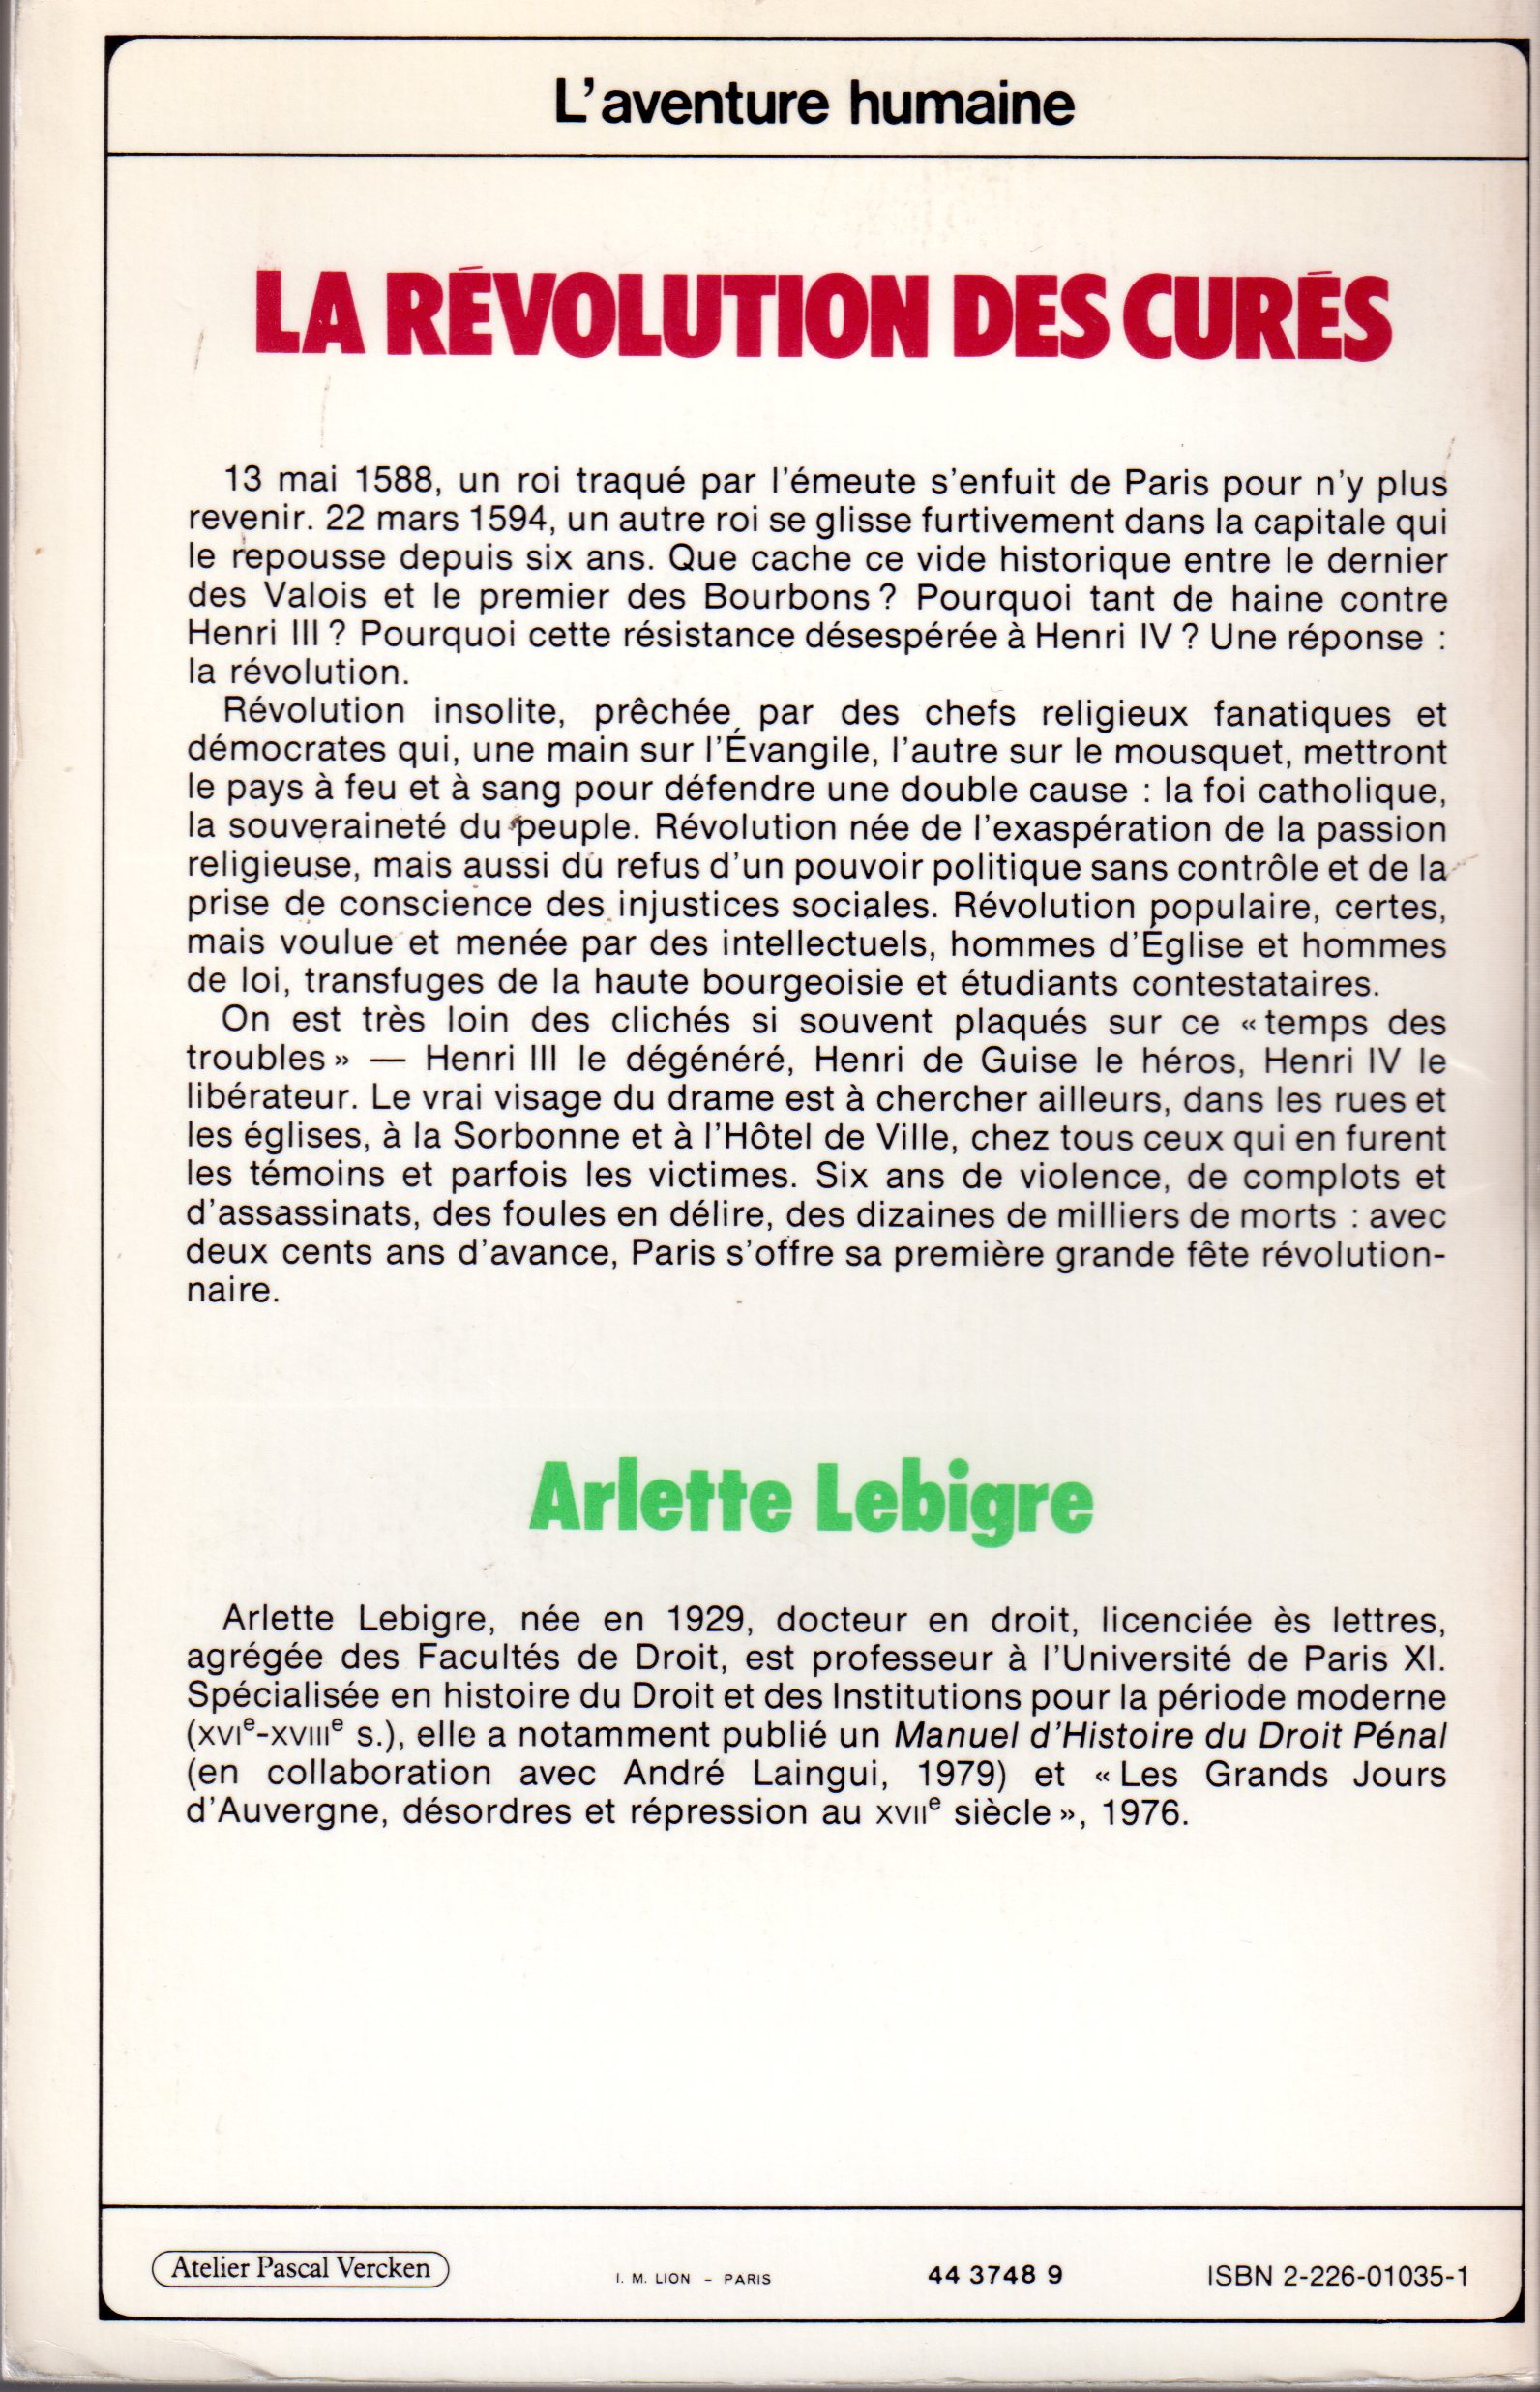 L'aventure humaine
LA RÉVOLUTION DES CURÉS
13 mai 1588, un roi traqué par l'émeute s'enfuit de Paris pour n'y plus
revenir. 22 mars 1594, un autre roi se glisse furtivement dans la capitale qui
le repousse depuis six ans. Que cache ce vide historique entre le dernier
des Valois et le premier des Bourbons ? Pourquoi tant de haine contre
Henri III ? Pourquoi cette résistance désespérée à Henri IV ? Une réponse :
la révolution.
Révolution insolite, prêchée par des chefs religieux fanatiques et
démocrates qui, une main sur l'Évangile, l'autre sur le mousquet, mettront
le pays à feu et à sang pour défendre une double cause : la foi catholique,
la souveraineté du peuple. Révolution née de l'exaspération de la passion
religieuse, mais aussi du refus d'un pouvoir politique sans contrôle et de la
prise de conscience des injustices sociales. Révolution populaire, certes,
mais voulue et menée par des intellectuels, hommes d'Église et hommes
de loi, transfuges de la haute bourgeoisie et étudiants contestataires.
On est très loin des clichés si souvent plaqués sur ce « temps des
troubles » — Henri III le dégénéré, Henri de Guise le héros, Henri IV le
libérateur. Le vrai visage du drame est à chercher ailleurs, dans les rues et
les églises, à la Sorbonne et à l'Hôtel de Ville, chez tous ceux qui en furent
les témoins et parfois les victimes. Six ans de violence, de complots et
d'assassinats, des foules en délire, des dizaines de milliers de morts : avec
deux cents ans d'avance, Paris s'offre sa première grande fête révolution-
naire.
Arlette Lebigre
Arlette Lebigre, née en 1929, docteur en droit, licenciée ès lettres,
agrégée des Facultés de Droit, est professeur à l'Université de Paris XI.
Spécialisée en histoire du Droit et des Institutions pour la période moderne
(XVIe-XVIIIe s.), elle a notamment publié un Manuel d'Histoire du Droit Pénal
(en collaboration avec André Laingui, 1979) et « Les Grands Jours
d'Auvergne, désordres et répression au XVIIe siècle », 1976.
Atelier Pascal Vercken
I. M. LION - PARIS
44 3748 9
ISBN 2-226-01035-1